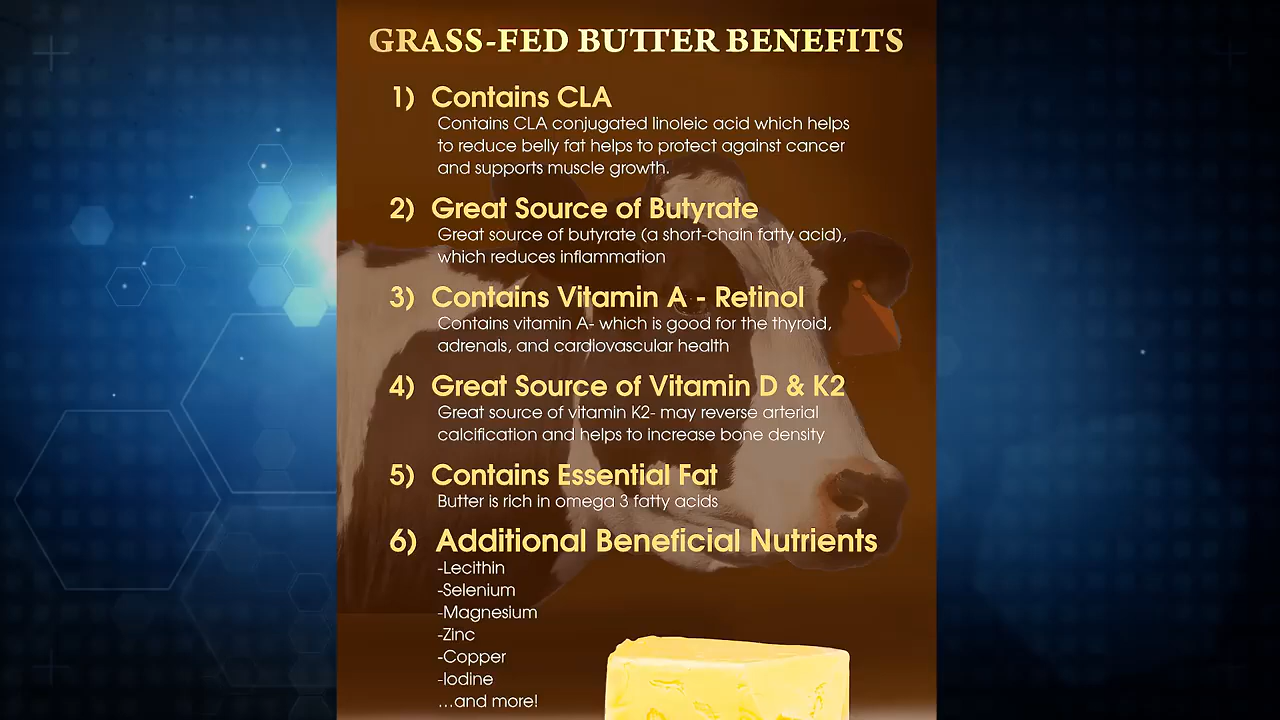 GRASS-FED BUTTER BENEFITS
1) Contains CLA
Contains CLA conjugated linoleic acid which helps
to reduce belly fat helps to protect against cancer
and supports muscle growth.
2) Great Source of Butyrate
Great source of butyrate (a short-chain fatty acid),
which reduces inflammation
3) Contains Vitamin A - Retinol
Contains vitamin A- which is good for the thyroid,
adrenals, and cardiovascular health
4) Great Source of Vitamin D & K2
Great source of vitamin K2- may reverse arterial
calcification and helps to increase bone density
5) Contains Essential Fat
Butter is rich in omega 3 fatty acids
6) Additional Beneficial Nutrients
-Lecithin
-Selenium
-Magnesium
-Zinc
-Copper
-Iodine
...and more!